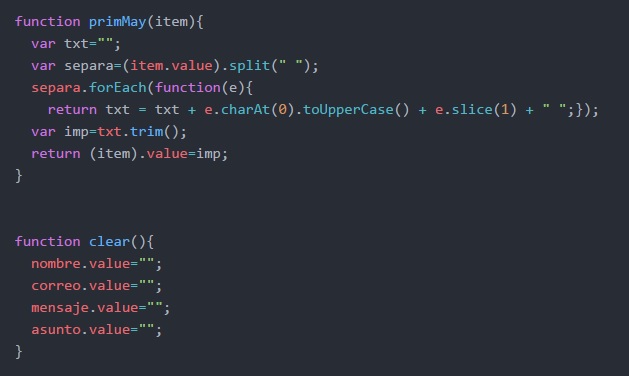 function primMay(item){
  var txt="";
  var separa=(item.value).split(" ");
  separa.forEach(function(e){
    return txt = txt + e.charAt(0).toUpperCase() + e.slice(1) + " ";});
  var imp=txt.trim();
  return (item).value=imp;
}
function clear(){
  nombre.value="";
  correo.value="";
  mensaje.value="";
  asunto.value="";
}